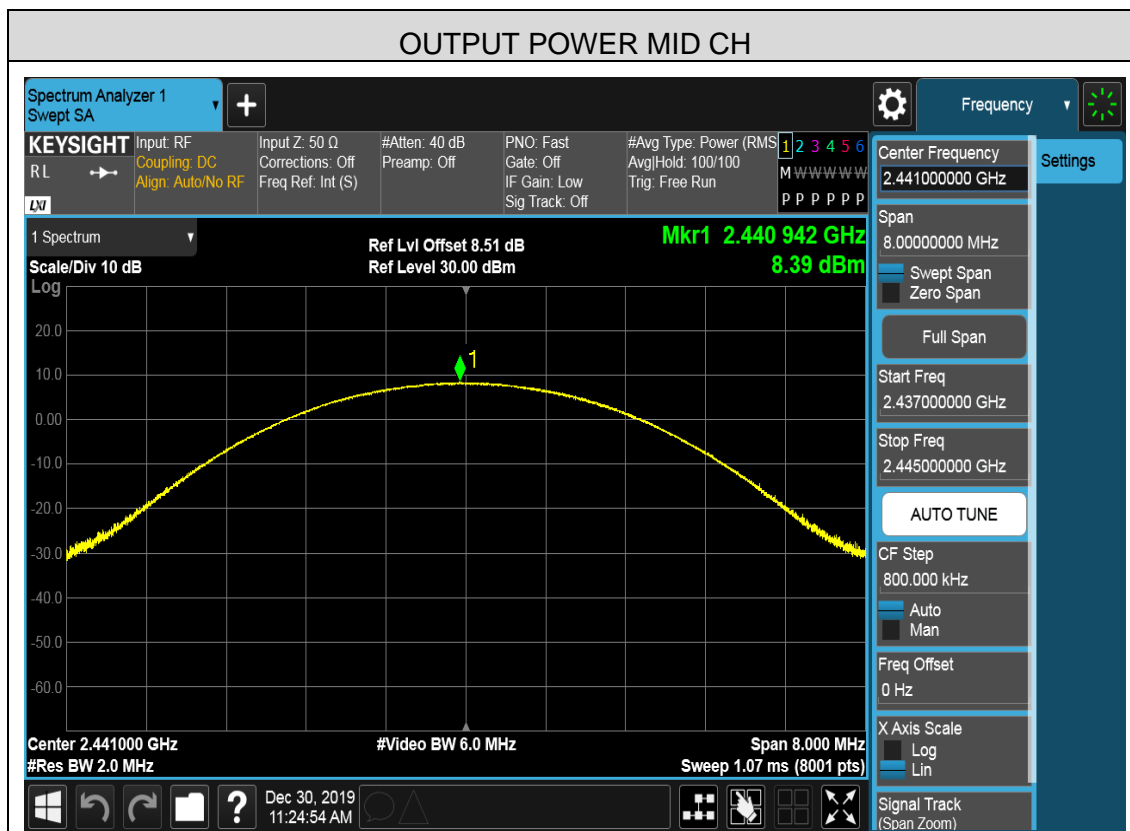 OUTPUT POWER MID CH
Spectrum Analyzer 1
Swept SA
+
Frequency
KEYSIGHT
RL
LXI
Input: RF
Coupling: DC
Align: Auto/No RF
Input Z: 50 Ω
Corrections: Off
Freq Ref: Int (S)
#Atten: 40 dB
Preamp: Off
PNO: Fast
Gate: Off
IF Gain: Low
Sig Track: Off
#Avg Type: Power (RMS
Avg|Hold: 100/100
Trig: Free Run
1 2 3 4 5 6
M W W W W W
P P P P P P
1 Spectrum
Scale/Div 10 dB
Ref Lvl Offset 8.51 dB
Ref Level 30.00 dBm
Mkr1 2.440 942 GHz
8.39 dBm
Log
20.0
10.0
0.00
-10.0
-20.0
-30.0
-40.0
-50.0
-60.0
1
Center 2.441000 GHz
#Res BW 2.0 MHz
#Video BW 6.0 MHz
Span 8.000 MHz
Sweep 1.07 ms (8001 pts)
Center Frequency
2.441000000 GHz
Settings
Span
8.00000000 MHz
Swept Span
Zero Span
Full Span
Start Freq
2.437000000 GHz
Stop Freq
2.445000000 GHz
AUTO TUNE
CF Step
800.000 kHz
Auto
Man
Freq Offset
0 Hz
X Axis Scale
Log
Lin
Signal Track
(Span Zoom)
?
Dec 30, 2019
11:24:54 AM